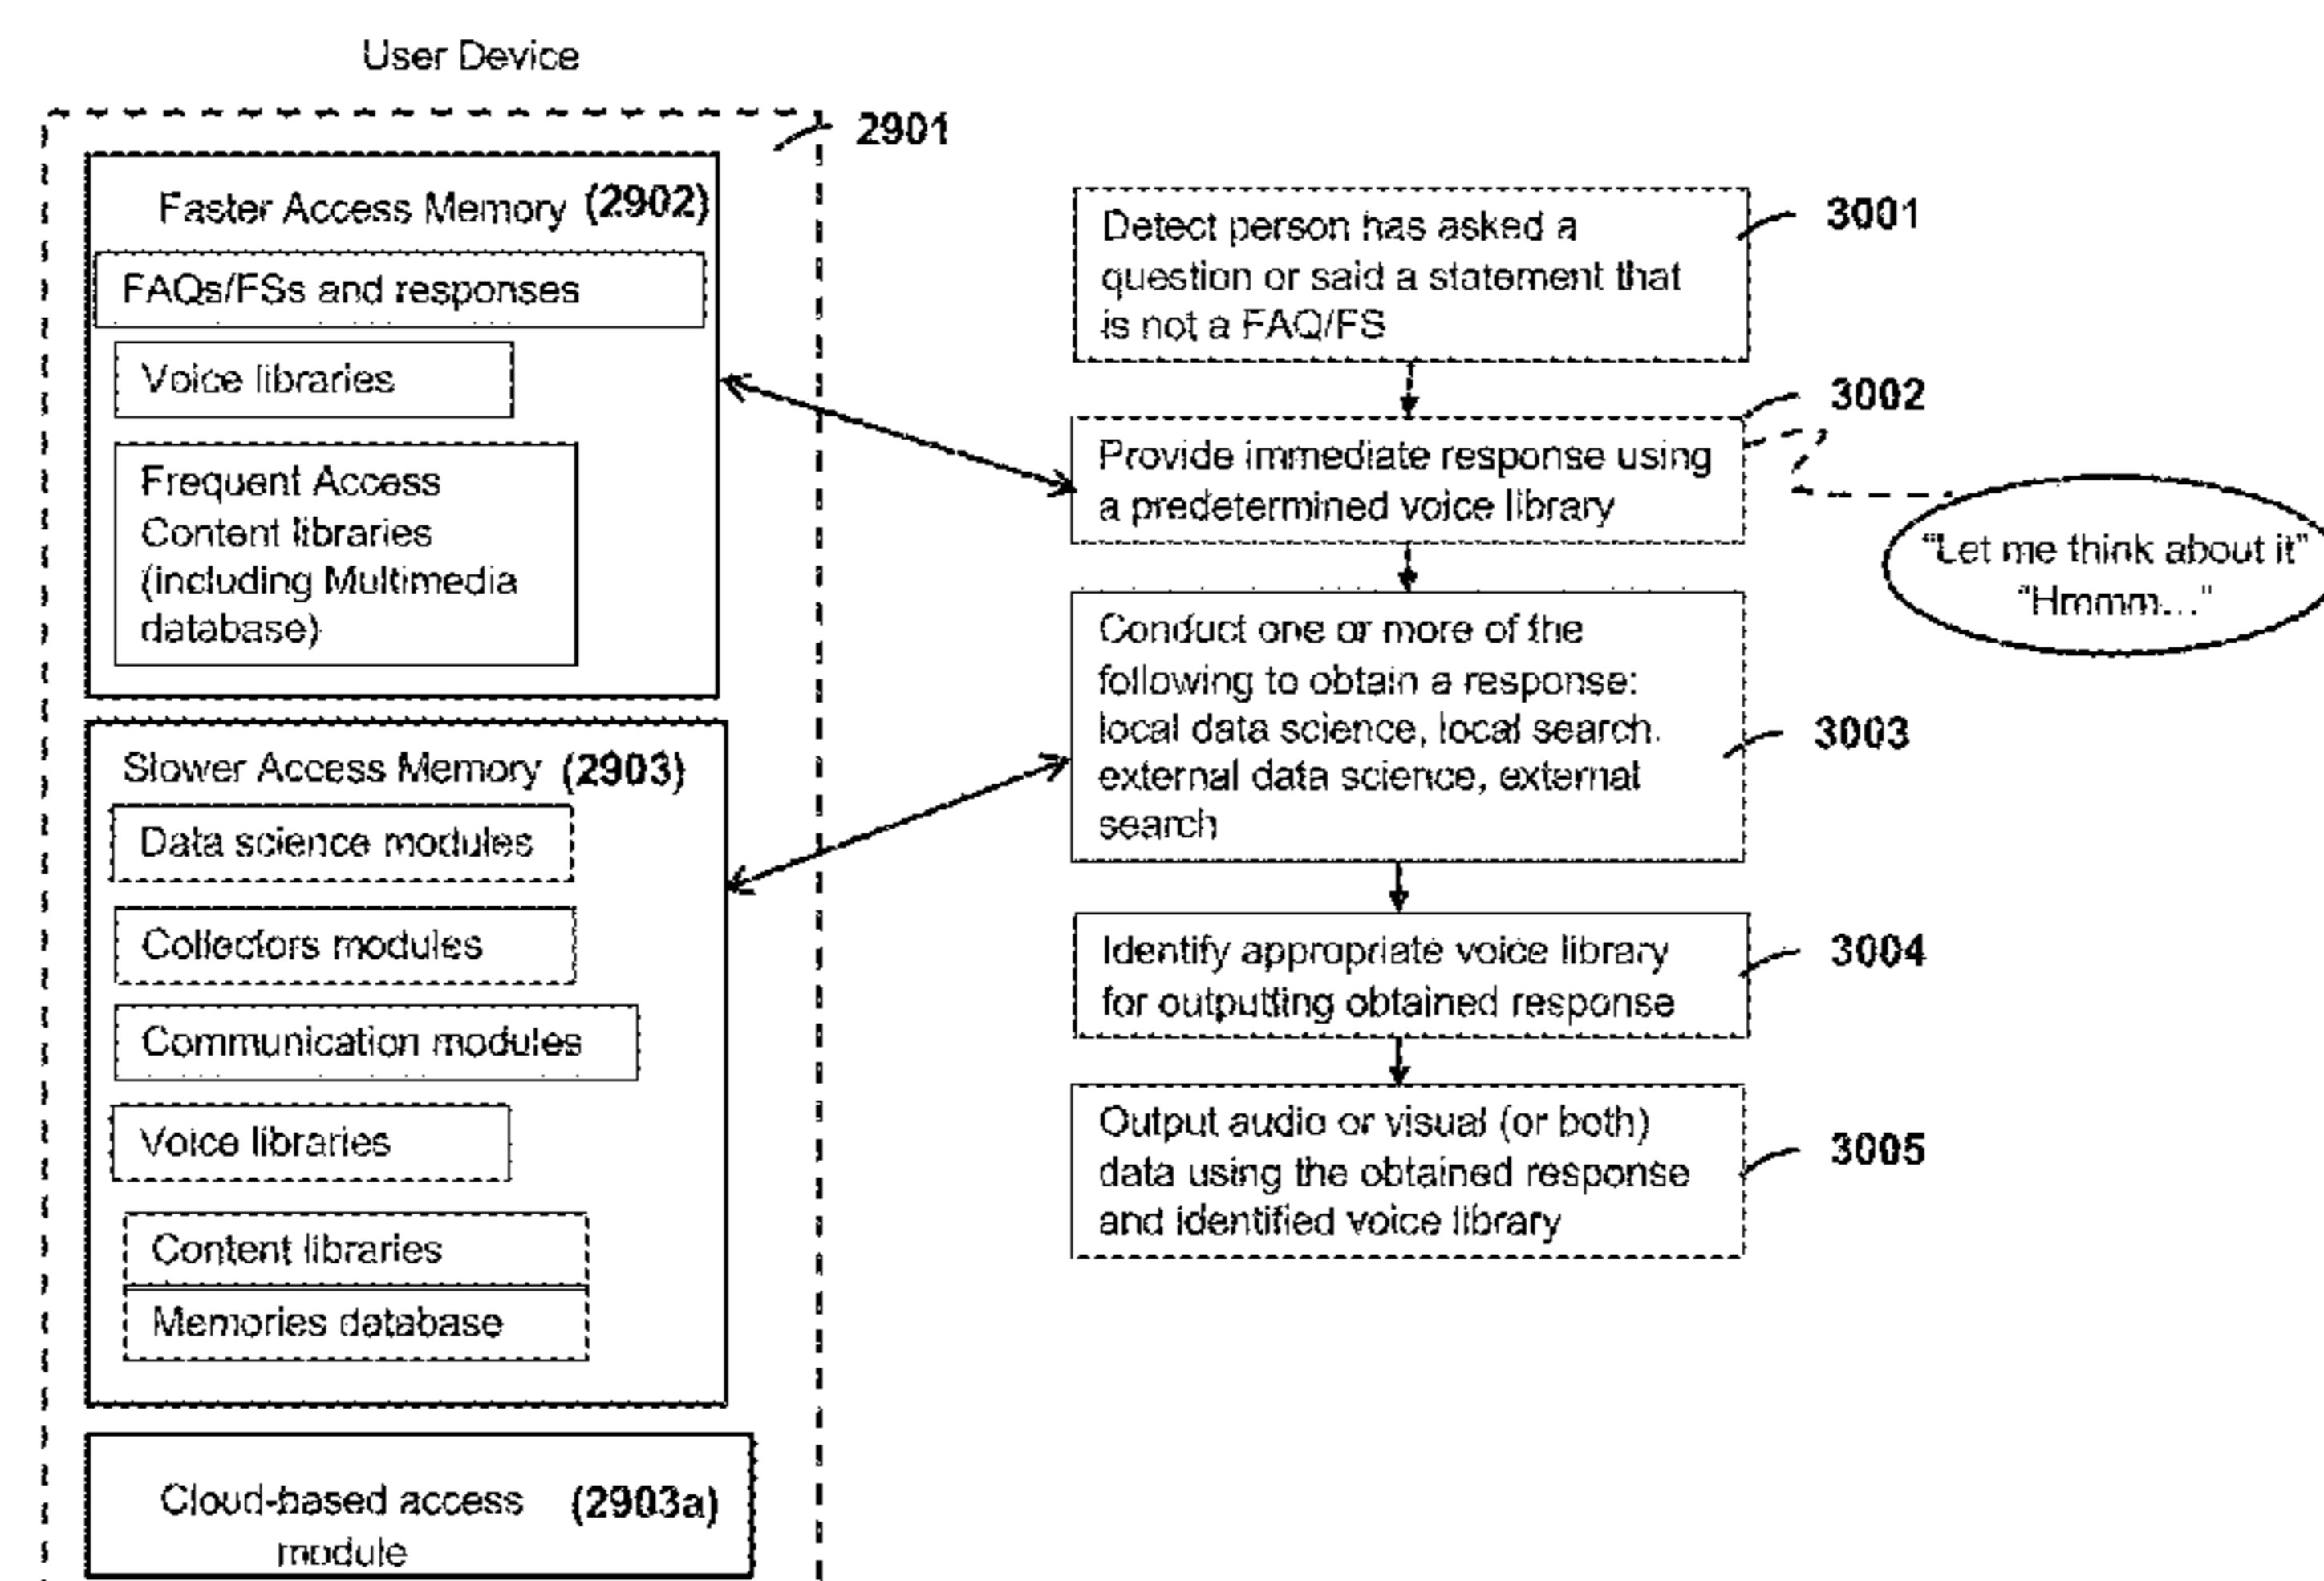 User Device
2901
Faster Access Memory (2902)
FAQs/FSs and responses
Voice libraries
Frequent Access
Content libraries
(including Multimedia
database)
Slower Access Memory (2903)
Data science modules
Collectors modules
Communication modules
Voice libraries
Content libraries
Memories database
Cloud-based access (2903a)
module
Detect person has asked a
question or said a statement that
is not a FAQ/FS
3001
Provide immediate response using
a predetermined voice library
3002
"Let me think about it"
"Hmmm..."
Conduct one or more of the
following to obtain a response:
local data science, local search.
external data science, external
search
3003
Identify appropriate voice library
for outputting obtained response
3004
Output audio or visual (or both)
data using the obtained response
and identified voice library
3005